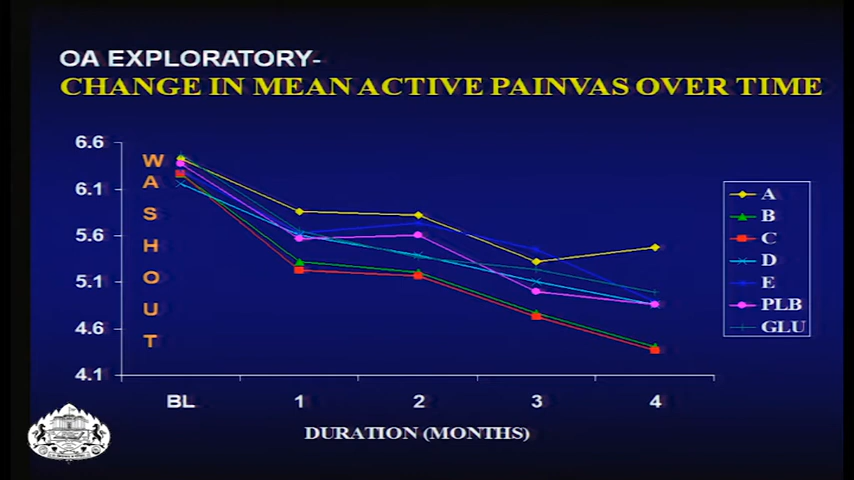 OA EXPLORATORY-
CHANGE IN MEAN ACTIVE PAINVAS OVER TIME
6.6
6.1
5.6
5.1
4.6
4.1
W
A
S
H
O
U
T
A
B
C
D
E
PLB
GLU
BL 1 2 3 4
DURATION (MONTHS)